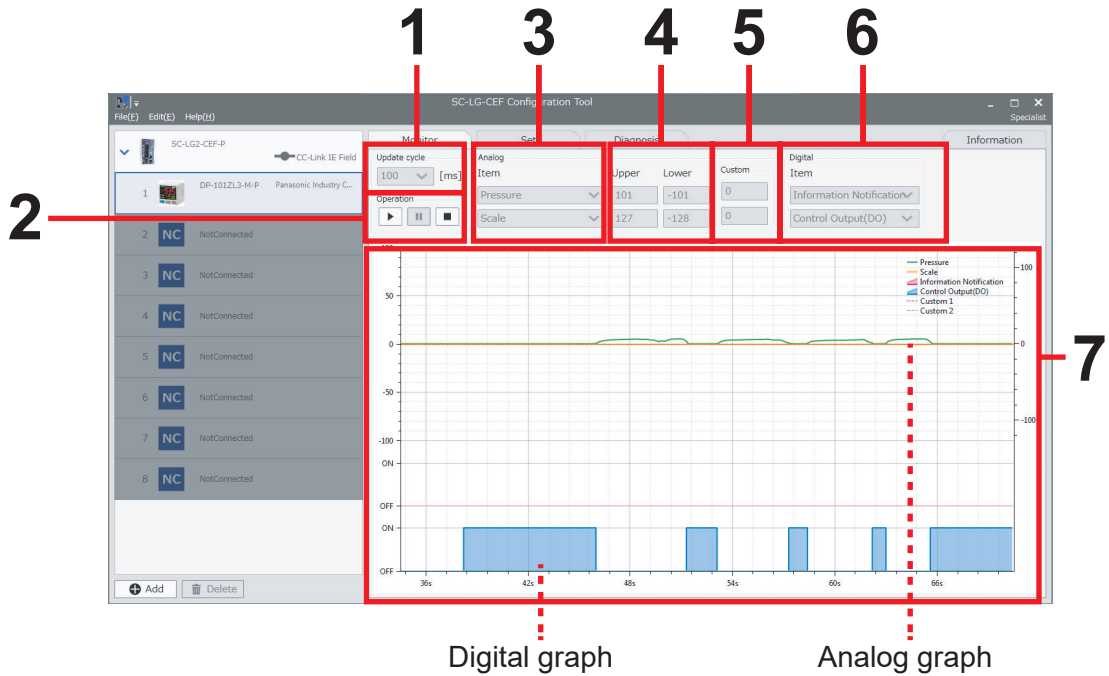 1 3 4 5 6
SC-LG-CEF Configuration Tool
File(E) Edit(E) Help(H)
Specialist
SC-LG2-CEF-P
CC-Link IE Field
Monitor Set Diagnosis Information
Update cycle
100 [ms]
Operation
Analog
Item Upper Lower
Pressure 101 -101
Scale 127 -128
Custom
0
0
Digital
Item
Information Notification
Control Output(DO)
2
1 DP-101ZL3-M-P Panasonic Industry C...
2 NC NotConnected
3 NC NotConnected
4 NC NotConnected
5 NC NotConnected
6 NC NotConnected
7 NC NotConnected
8 NC NotConnected
Add Delete
Pressure
Scale
Information Notification
Control Output(DO)
Custom 1
Custom 2
100
50
0
-50
-100
ON
OFF
ON
OFF
100
0
-100
36s 42s 48s 54s 60s 66s
7
Digital graph Analog graph